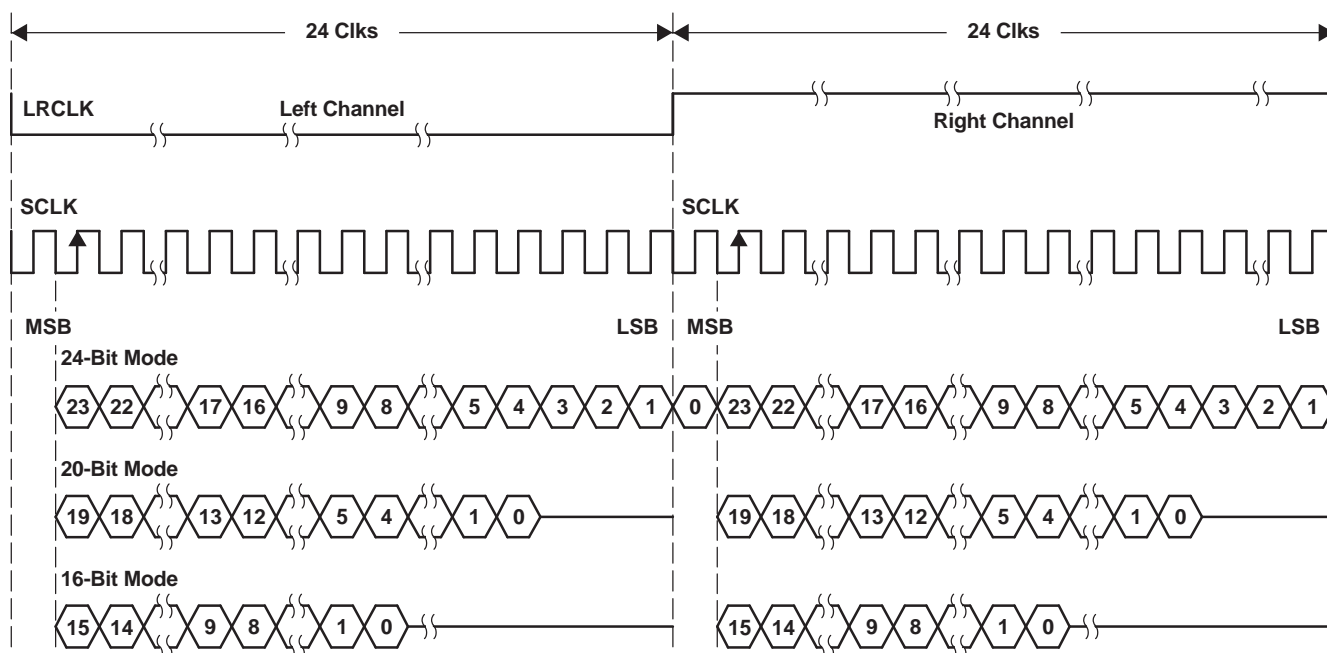 24 Clks 24 Clks
LRCLK Left Channel
Right Channel
SCLK SCLK
MSB LSB MSB LSB
24-Bit Mode
23 22 17 16 9 8 5 4 3 2 1 0 23 22 17 16 9 8 5 4 3 2 1
20-Bit Mode
19 18 13 12 5 4 1 0 19 18 13 12 5 4 1 0
16-Bit Mode
15 14 9 8 1 0 15 14 9 8 1 0